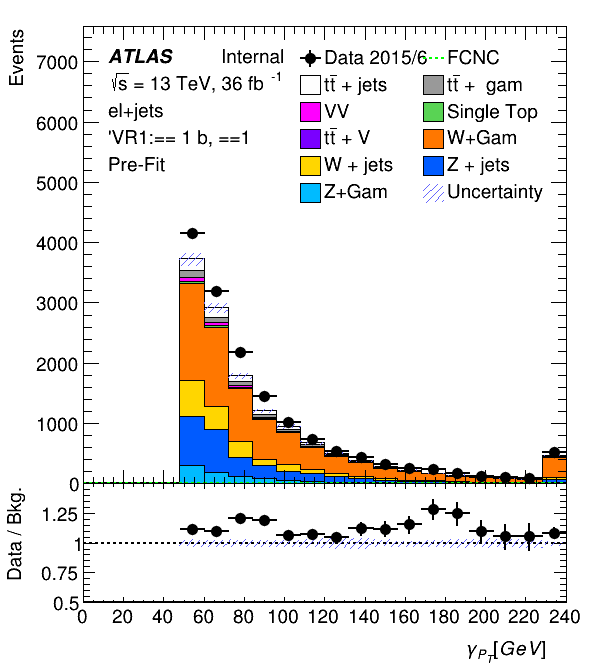 Events
7000
6000
5000
4000
3000
2000
1000
0
ATLAS Internal
√s = 13 TeV, 36 fb⁻¹
el+jets
'VR1:== 1 b, ==1
Pre-Fit
Data 2015/6 FCNC
tt̄ + jets tt̄ + gam
VV Single Top
tt̄ + V W+Gam
W + jets Z + jets
Z+Gam Uncertainty
Data / Bkg.
1.25
1
0.75
0.5
0 20 40 60 80 100 120 140 160 180 200 220 240
γ_{P_T}[GeV]